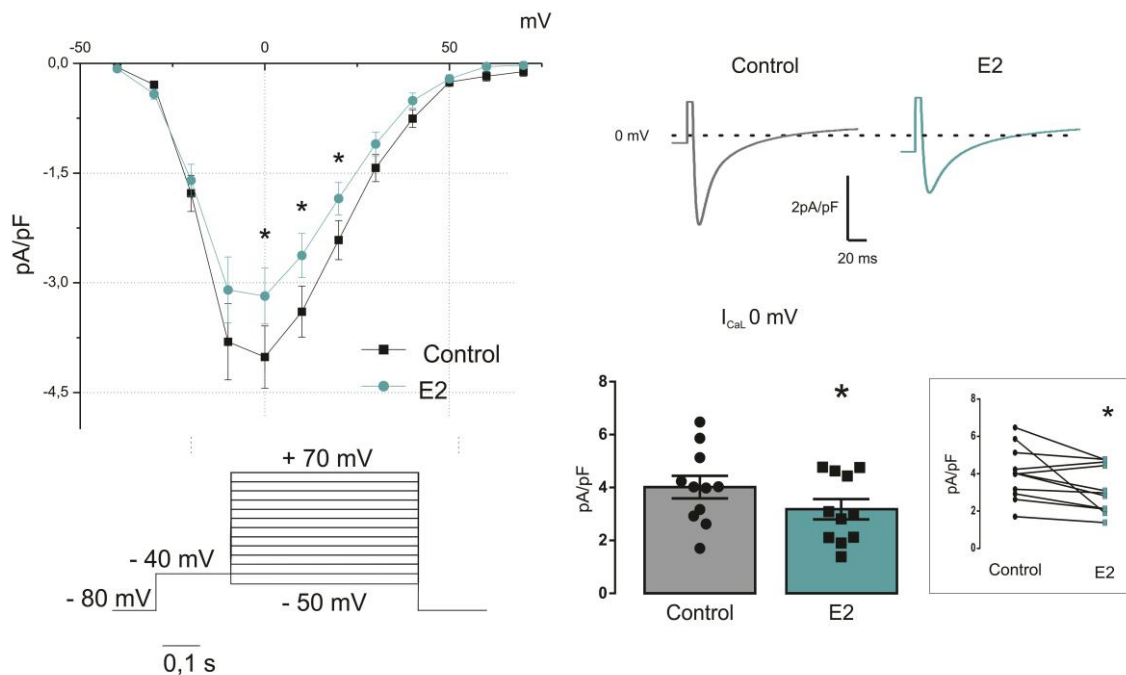 mV
-50
0
50
0,0
-1,5
-3,0
-4,5
pA/pF
*
*
*
Control
E2
+ 70 mV
- 40 mV
- 80 mV
- 50 mV
0,1 s
Control
E2
0 mV
2pA/pF
20 ms
ICaL 0 mV
8
6
4
2
0
pA/pF
*
Control
E2
8
6
4
2
0
pA/pF
*
Control
E2